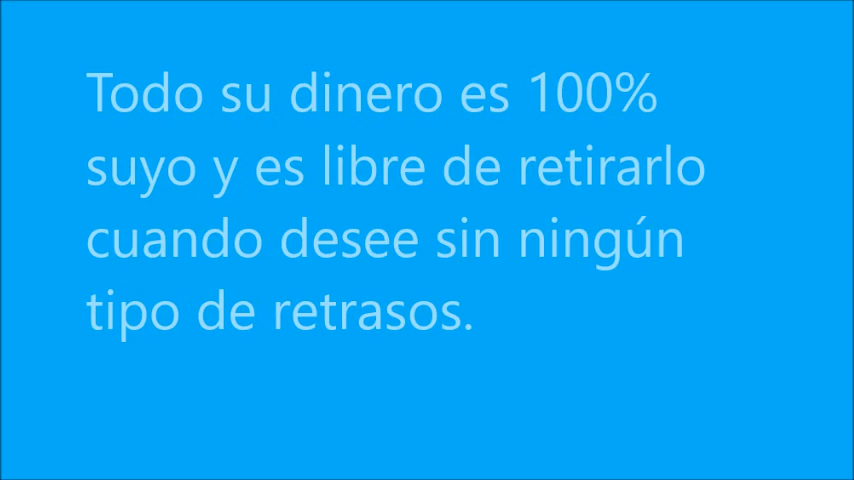 Todo su dinero es 100%
suyo y es libre de retirarlo
cuando desee sin ningún
tipo de retrasos.